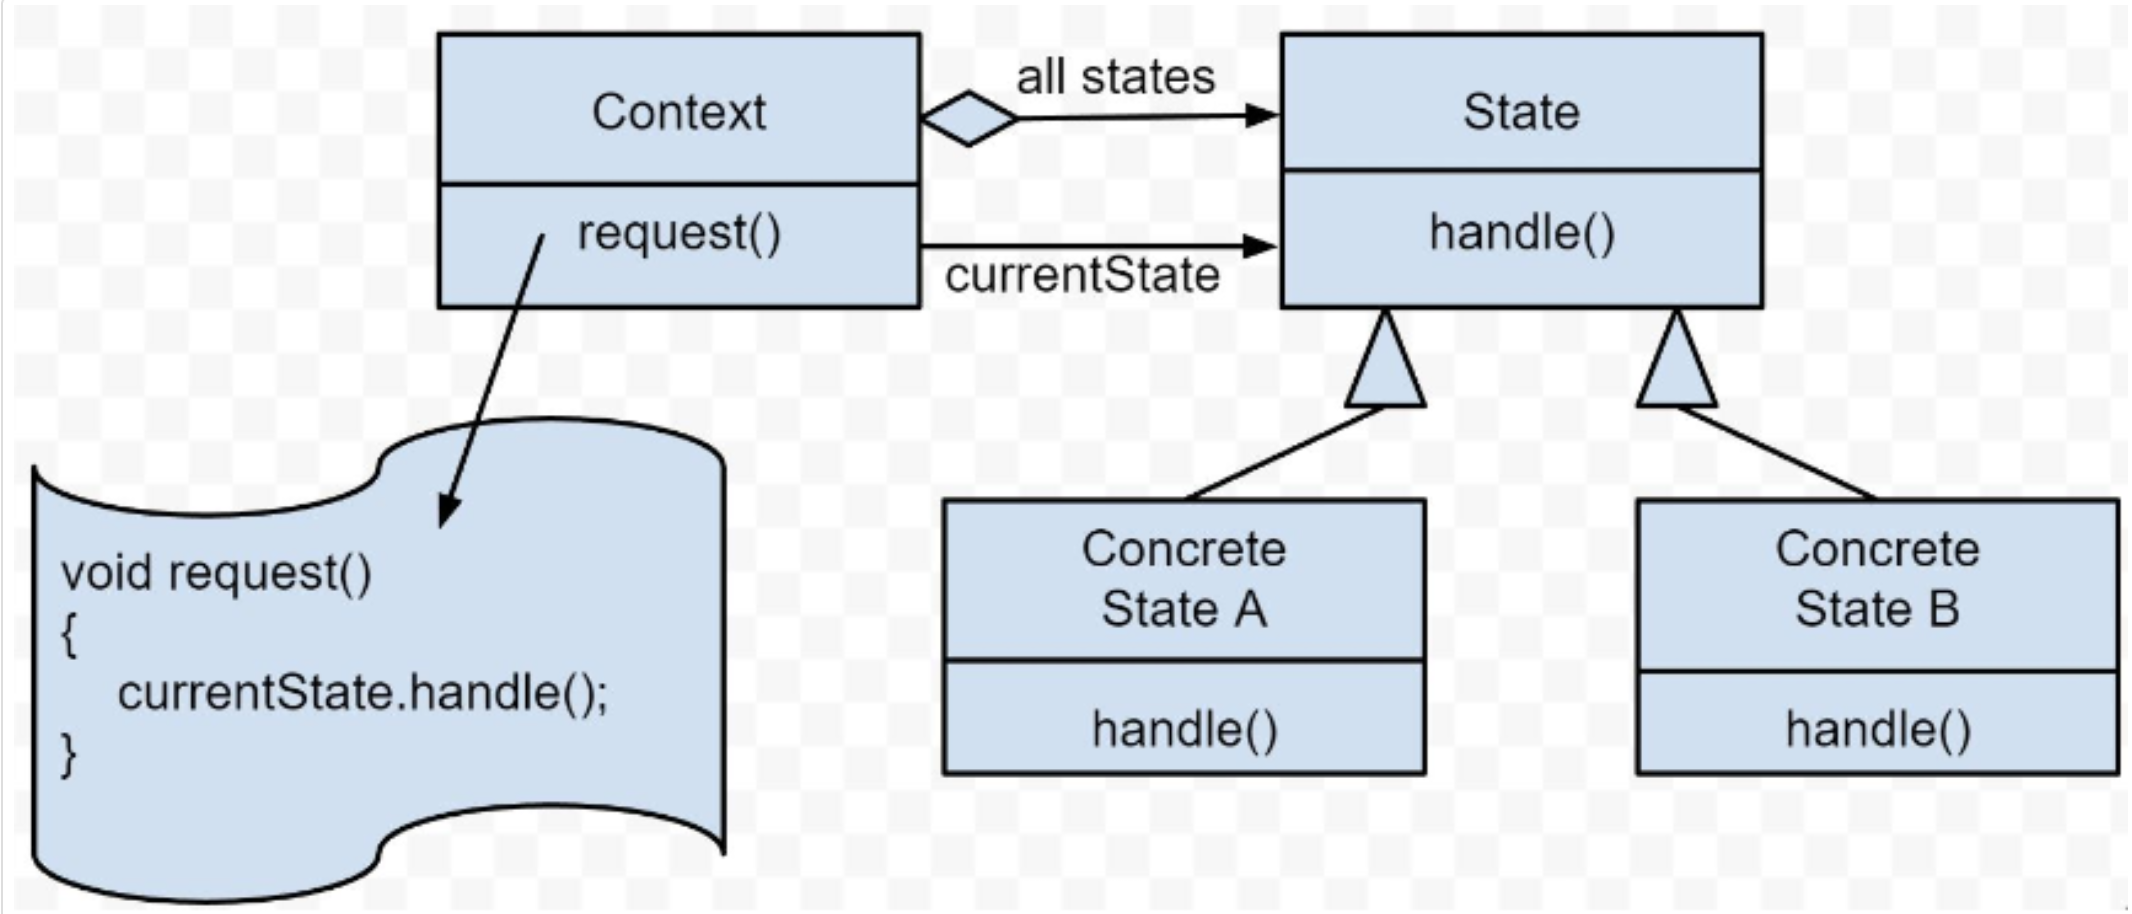 Context
request()
all states
currentState
State
handle()
void request()
{
currentState.handle();
}
Concrete
State A
handle()
Concrete
State B
handle()